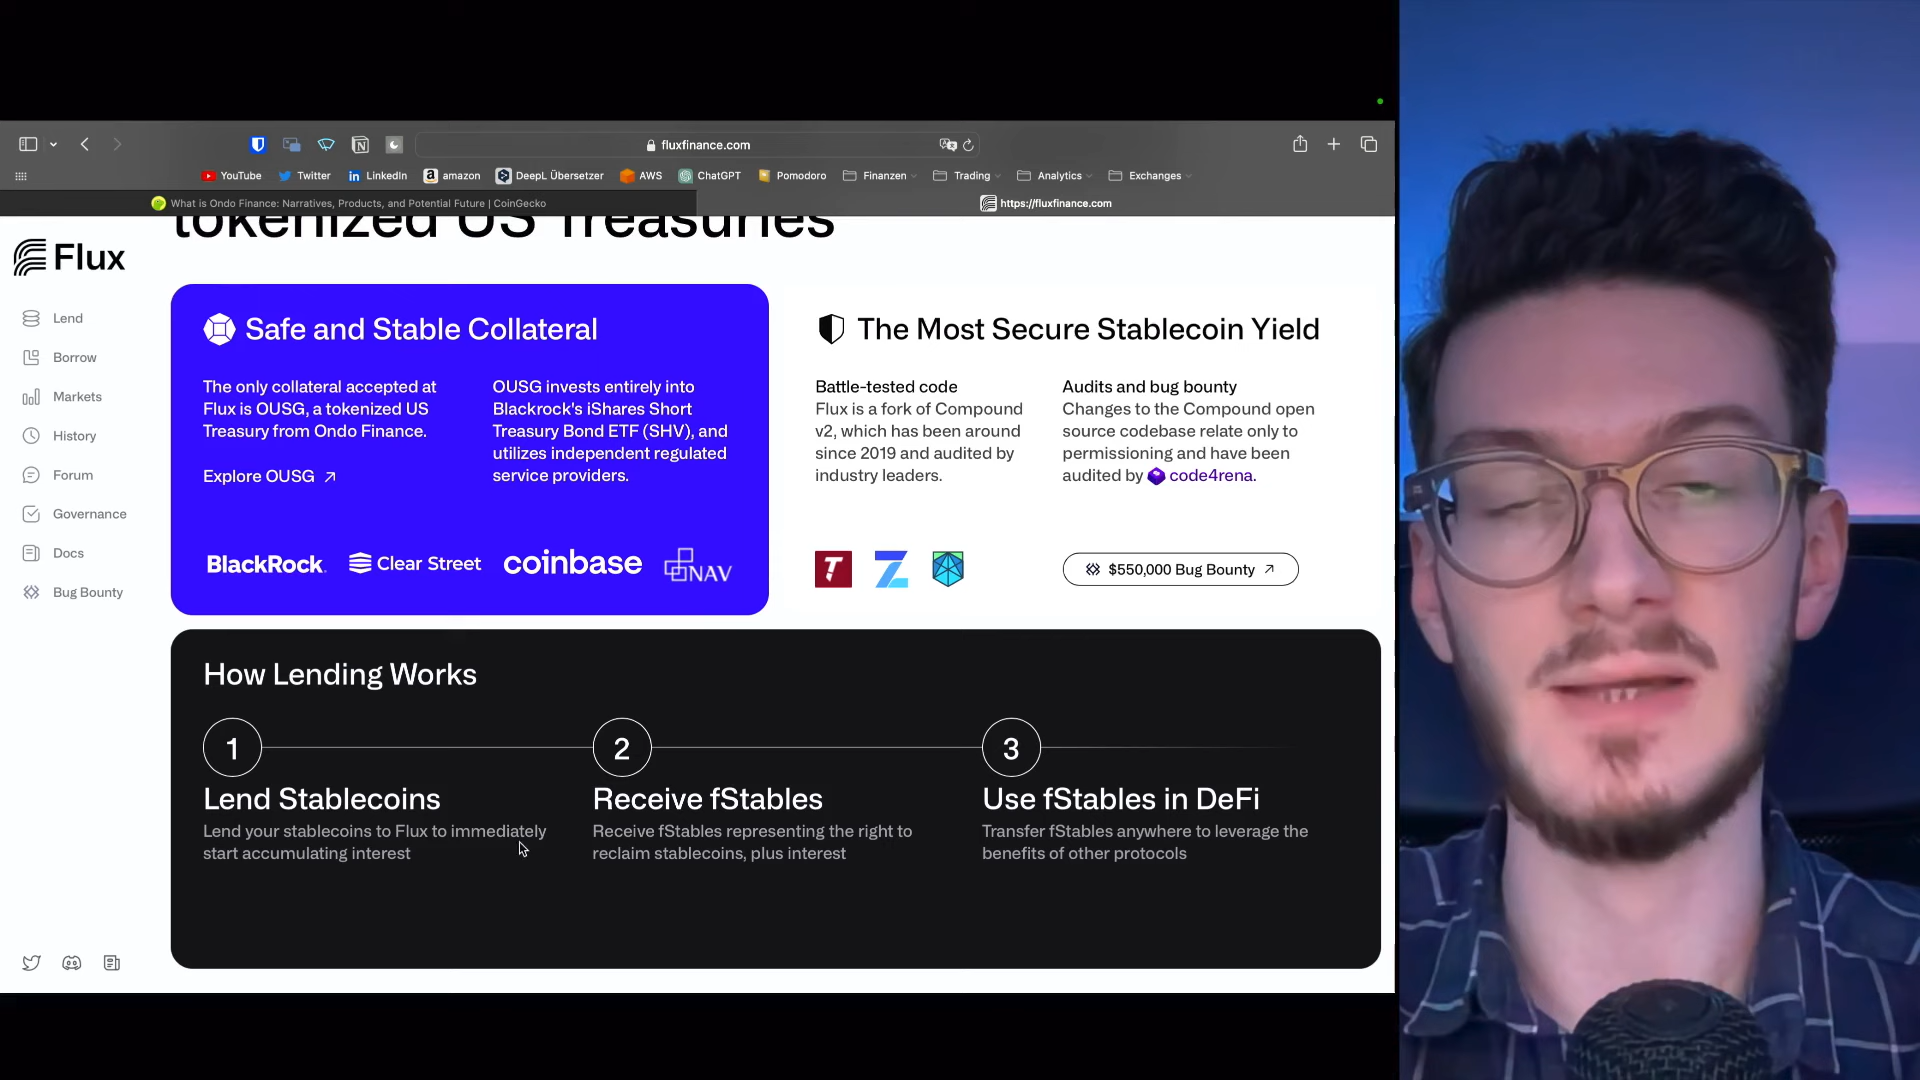 fluxfinance.com
YouTube
Twitter
LinkedIn
amazon
DeepL Übersetzer
AWS
ChatGPT
Pomodoro
Finanzen
Trading
Analytics
Exchanges
What is Ondo Finance: Narratives, Products, and Potential Future | CoinGecko
https://fluxfinance.com
tokenized US Treasuries
Flux
Lend
Borrow
Markets
History
Forum
Governance
Docs
Bug Bounty
Safe and Stable Collateral
The only collateral accepted at
Flux is OUSG, a tokenized US
Treasury from Ondo Finance.
Explore OUSG
OUSG invests entirely into
Blackrock's iShares Short
Treasury Bond ETF (SHV), and
utilizes independent regulated
service providers.
BlackRock.
Clear Street
coinbase
NAV
The Most Secure Stablecoin Yield
Battle-tested code
Flux is a fork of Compound
v2, which has been around
since 2019 and audited by
industry leaders.
Audits and bug bounty
Changes to the Compound open
source codebase relate only to
permissioning and have been
audited by code4rena.
$550,000 Bug Bounty
How Lending Works
1
Lend Stablecoins
Lend your stablecoins to Flux to immediately
start accumulating interest
2
Receive fStables
Receive fStables representing the right to
reclaim stablecoins, plus interest
3
Use fStables in DeFi
Transfer fStables anywhere to leverage the
benefits of other protocols